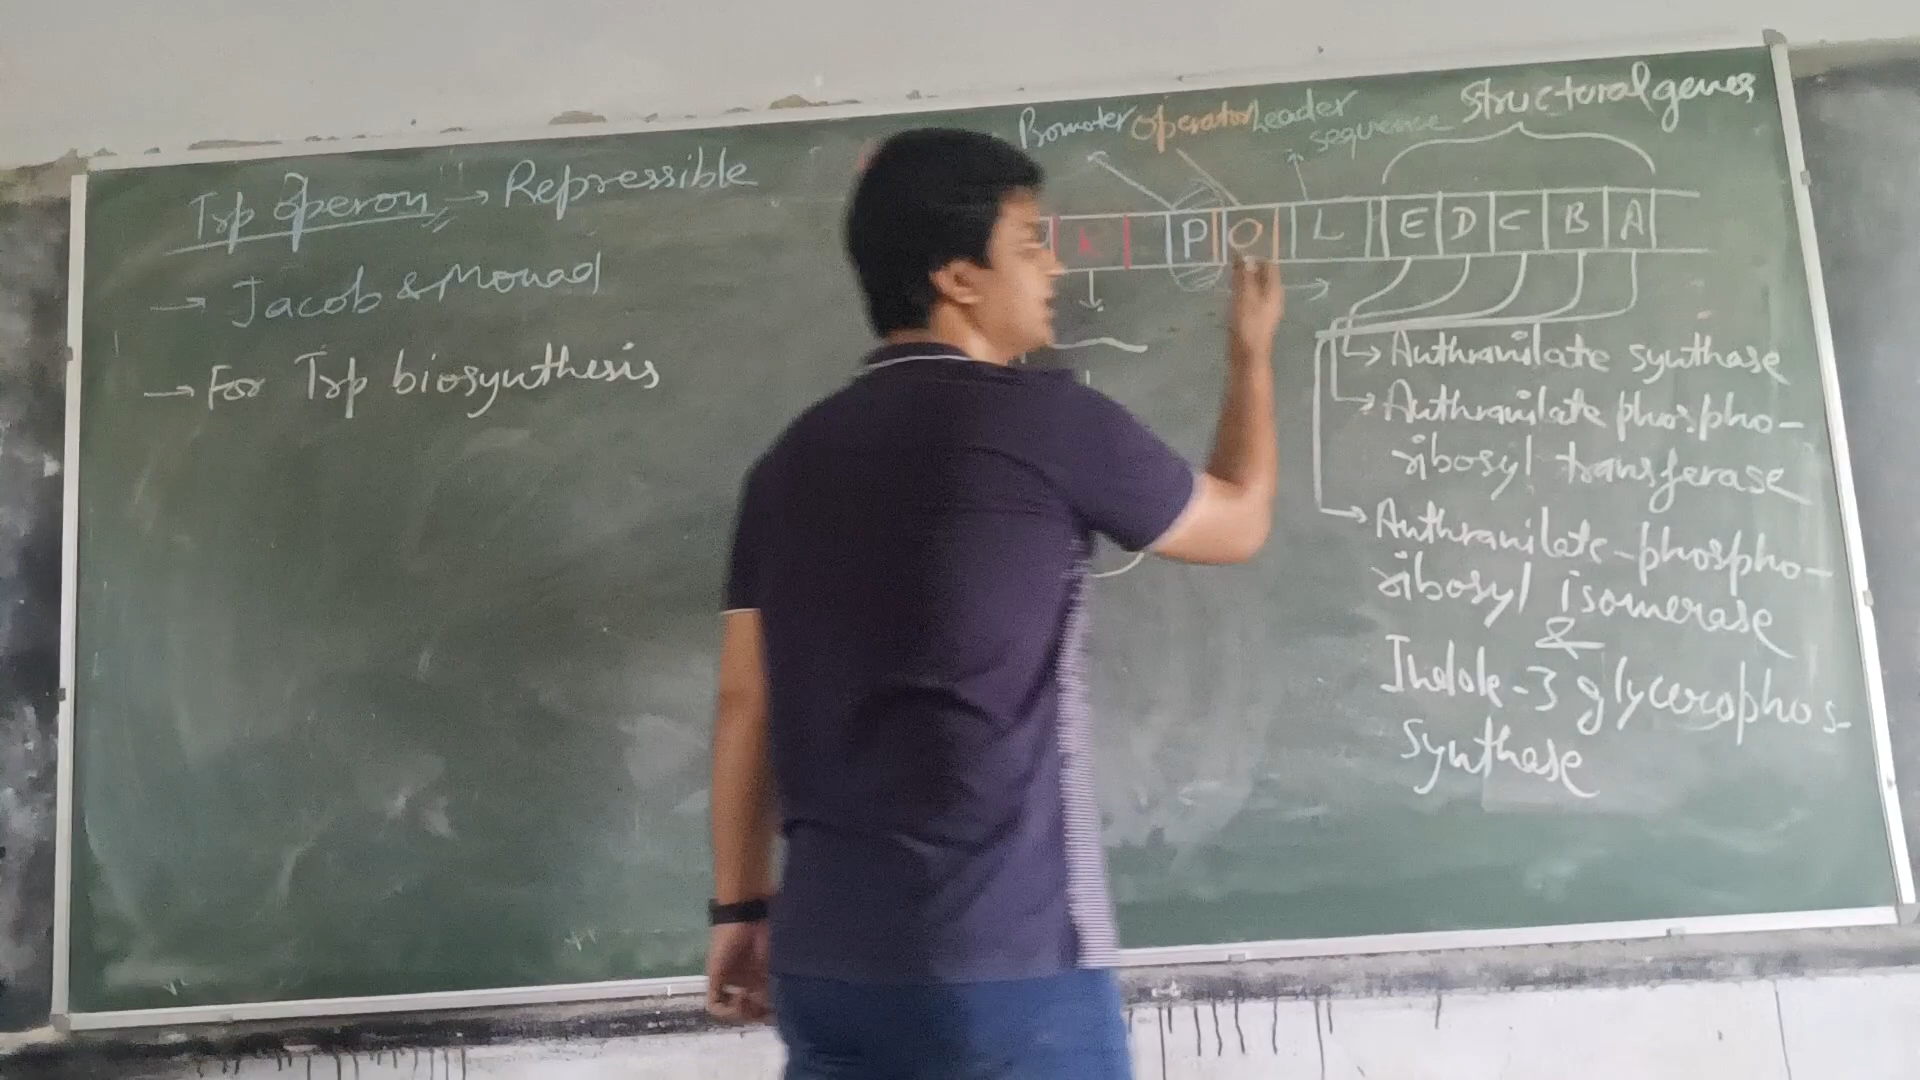 Trp operon → Repressible
→ Jacob & Monad
→ For Trp biosynthesis
Promoter operator Leader
sequence
Structural genes
R P O L E D C B A
→ Anthranilate synthase
→ Anthranilate phospho-
ribosyl transferase
→ Anthranilate-phospho-
ribosyl isomerase
&
Indole-3 glycerophos-
synthase